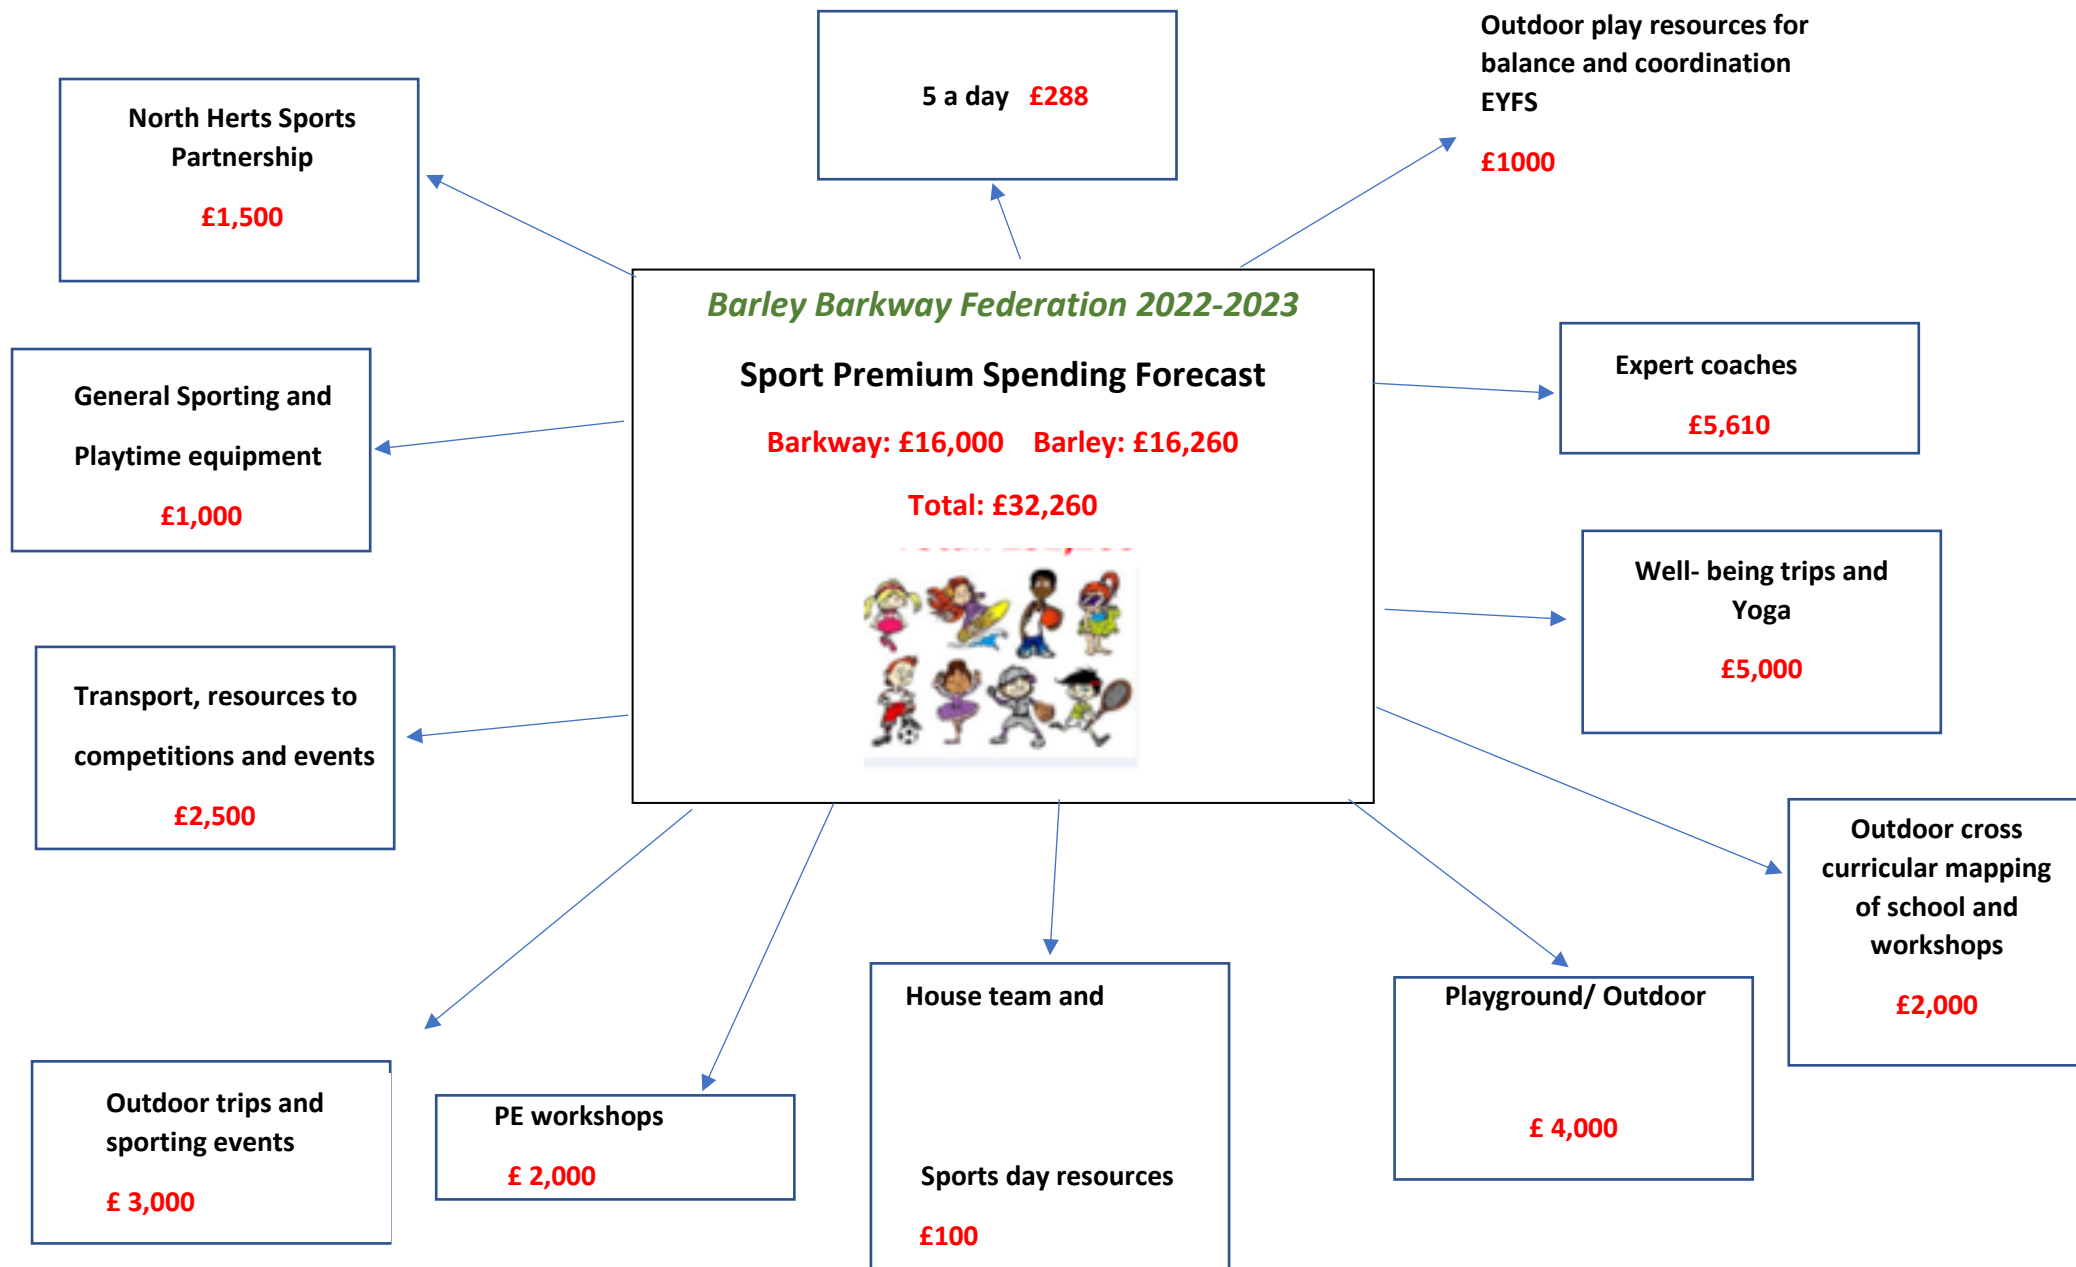 5 a day £288
Outdoor play resources for
balance and coordination
EYFS
£1000
North Herts Sports
Partnership
£1,500
Barley Barkway Federation 2022-2023
Sport Premium Spending Forecast
Barkway: £16,000 Barley: £16,260
Total: £32,260
General Sporting and
Playtime equipment
£1,000
Expert coaches
£5,610
Well- being trips and
Yoga
£5,000
Transport, resources to
competitions and events
£2,500
Outdoor cross
curricular mapping
of school and
workshops
£2,000
Outdoor trips and
sporting events
£ 3,000
PE workshops
£ 2,000
House team and
Sports day resources
£100
Playground/ Outdoor
£ 4,000